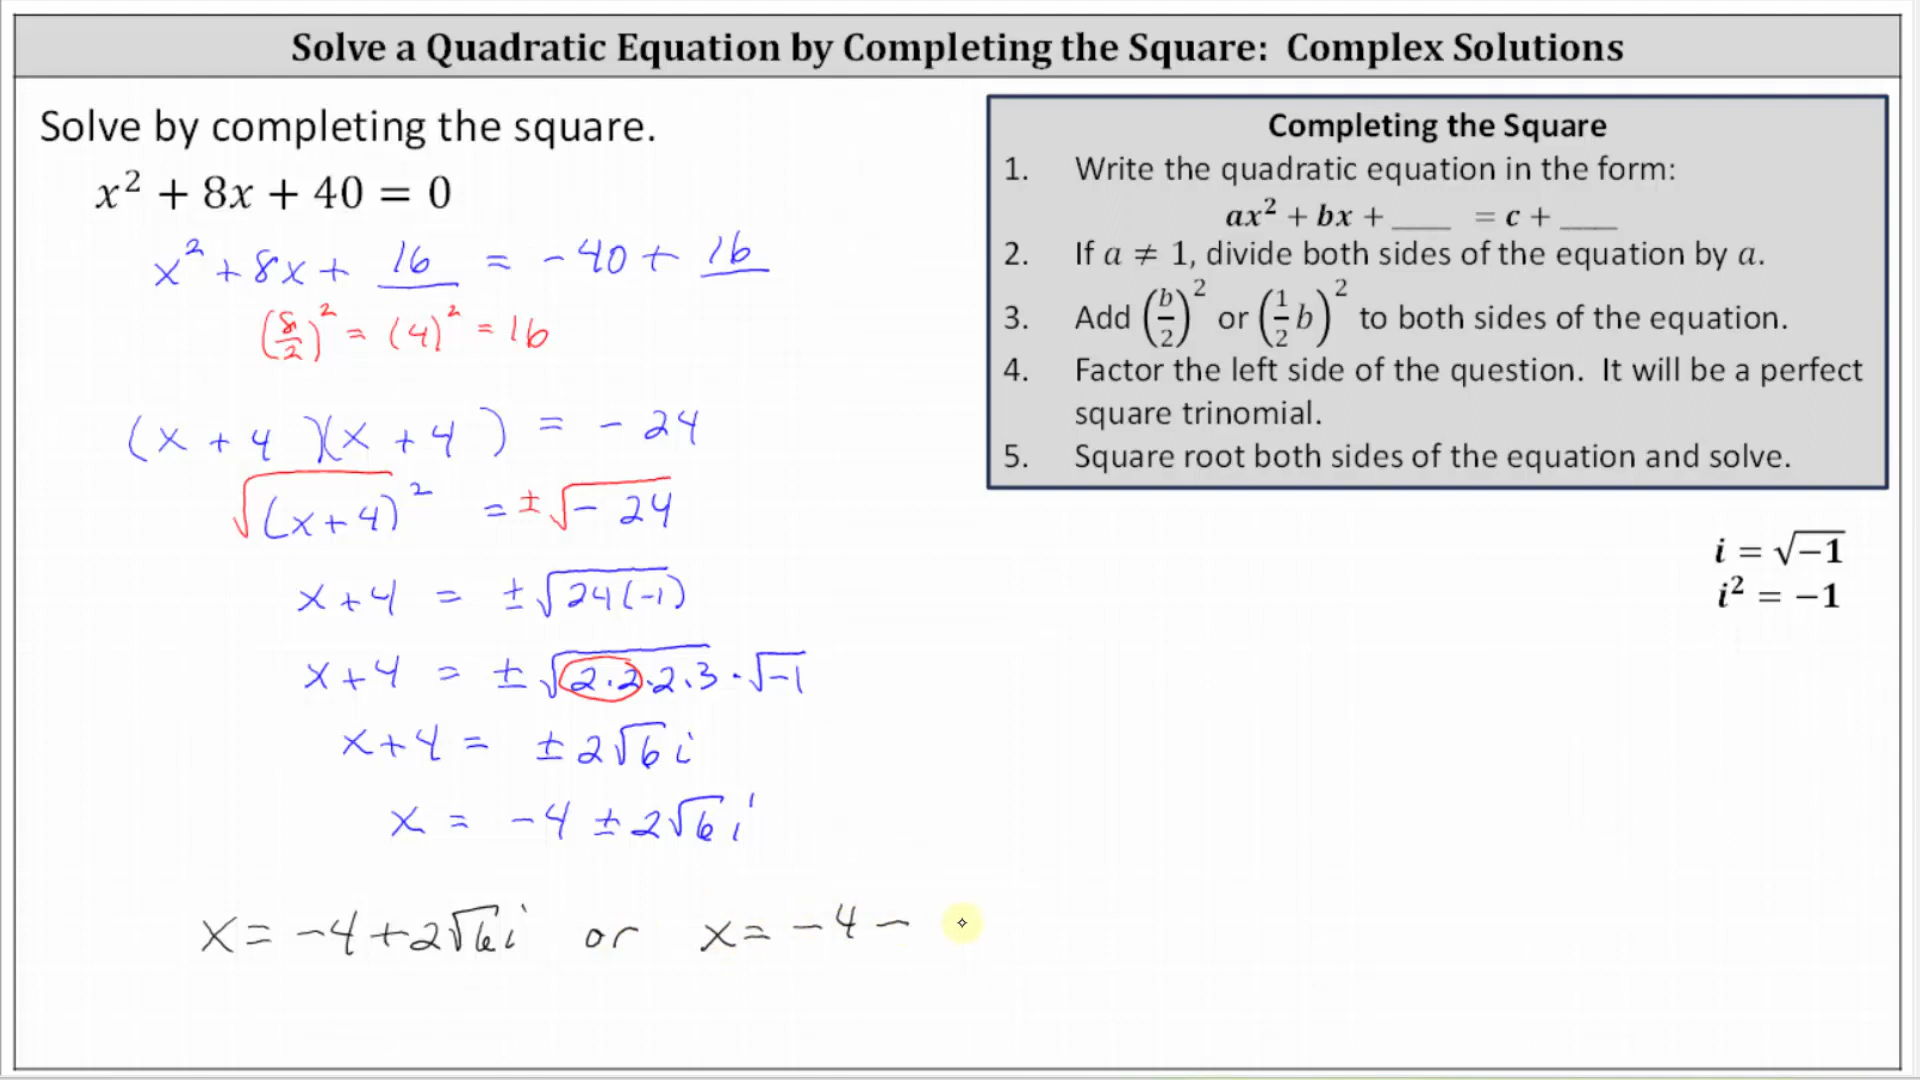 Solve a Quadratic Equation by Completing the Square: Complex Solutions
Solve by completing the square.
x² + 8x + 40 = 0
x² + 8x + 16 = -40 + 16
(8/2)² = (4)² = 16
(x + 4)(x + 4) = -24
√(x+4)² = ±√-24
x+4 = ±√24(-1)
x+4 = ±√2·2·2·3 · √-1
x+4 = ±2√6 i
x = -4 ±2√6 i
x = -4+2√6 i or x = -4 -
Completing the Square
1. Write the quadratic equation in the form:
ax² + bx + ___ = c + ___
2. If a ≠ 1, divide both sides of the equation by a.
3. Add (b/2)² or (1/2 b)² to both sides of the equation.
4. Factor the left side of the question. It will be a perfect
square trinomial.
5. Square root both sides of the equation and solve.
i = √-1
i² = -1